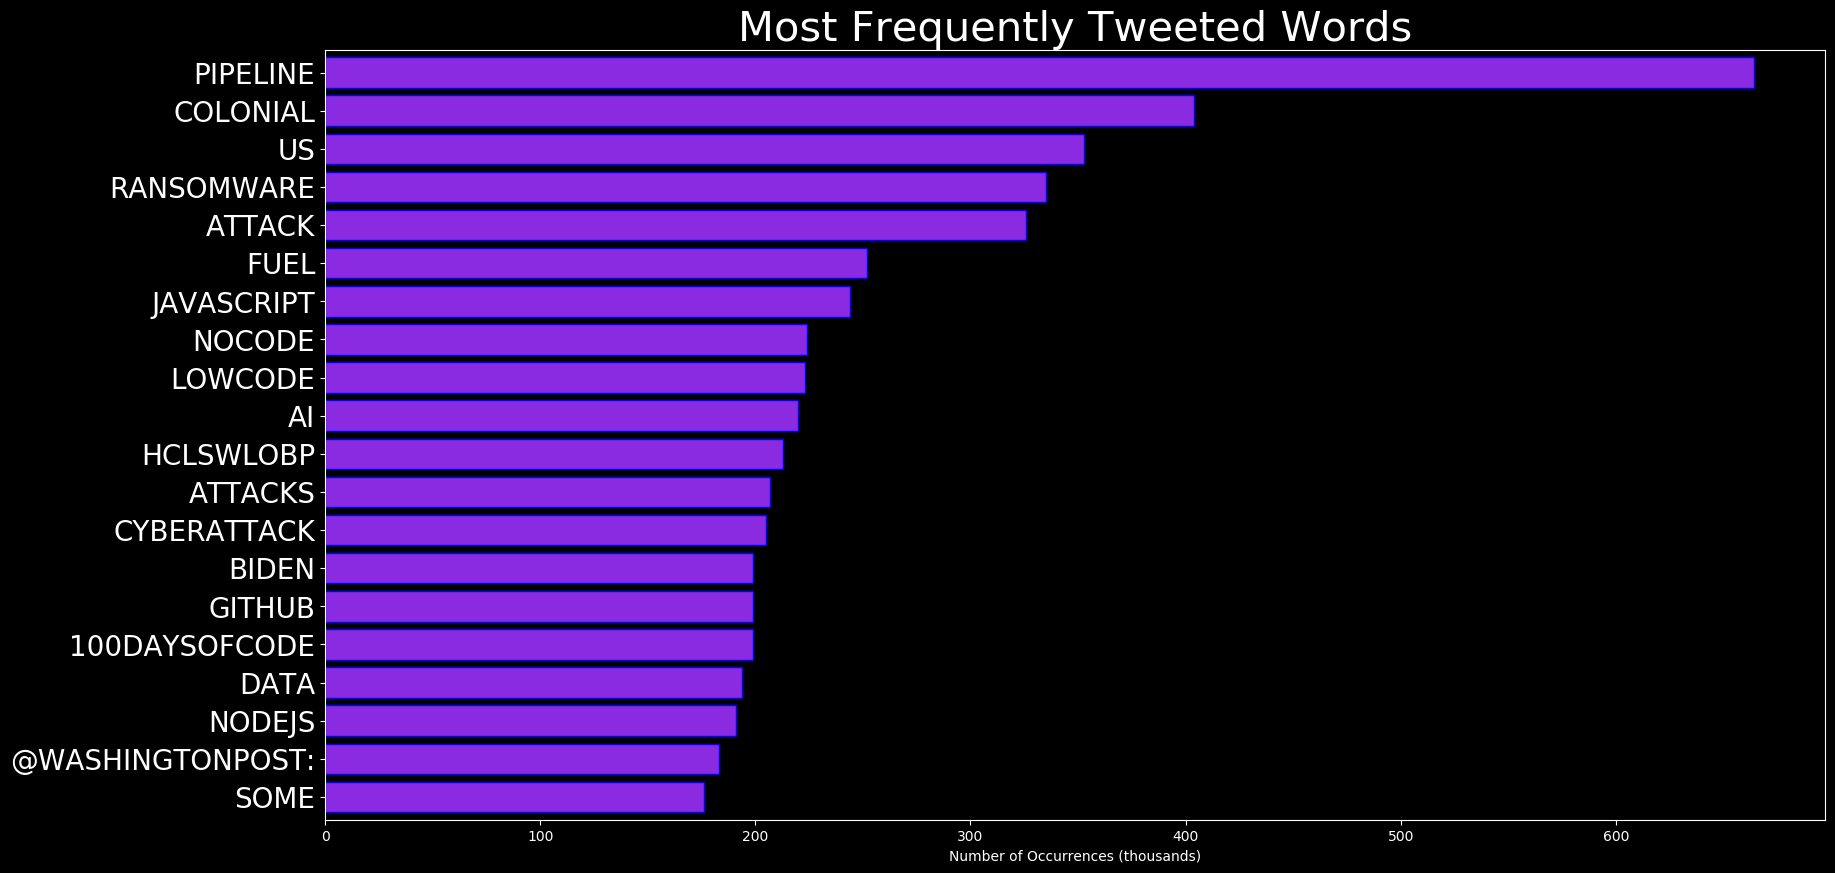 Most Frequently Tweeted Words
PIPELINE
COLONIAL
US
RANSOMWARE
ATTACK
FUEL
JAVASCRIPT
NOCODE
LOWCODE
AI
HCLSWLOBP
ATTACKS
CYBERATTACK
BIDEN
GITHUB
100DAYSOFCODE
DATA
NODEJS
@WASHINGTONPOST:
SOME
0 100 200 300 400 500 600
Number of Occurrences (thousands)